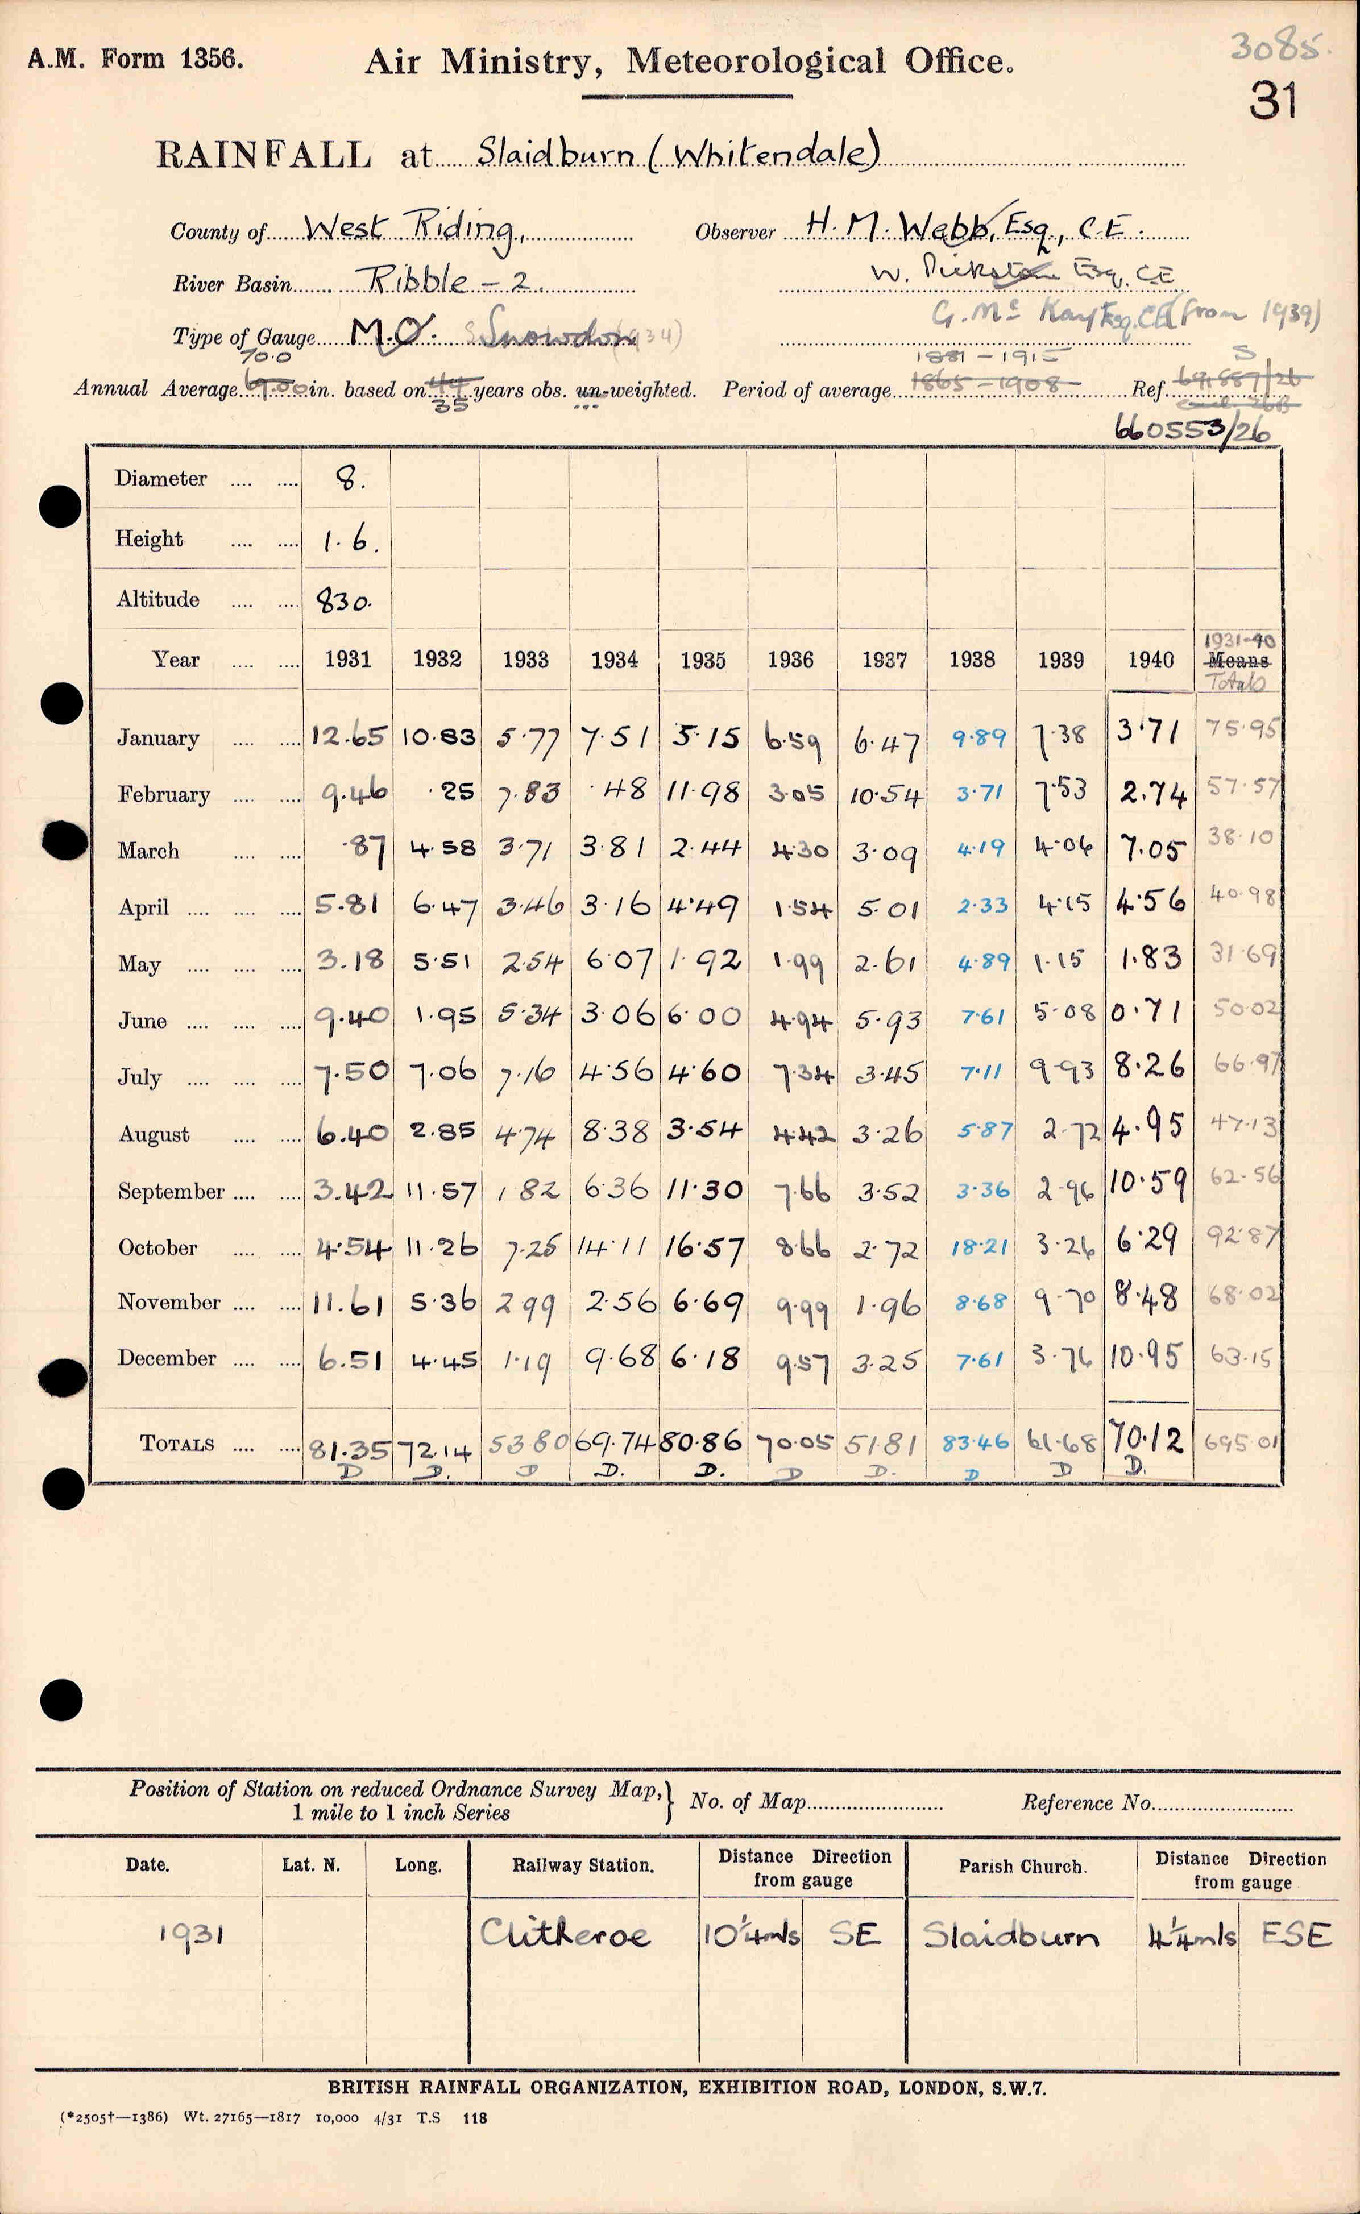 3085.
A.M. Form 1356. Air Ministry, Meteorological Office.
31
RAINFALL at Slaidburn (Whitendale)
County of West Riding, Observer H. M. Webb, Esq., C.E.
River Basin Ribble - 2. W. Esq. C.E
G. Mc Kay Esq. C.E. (from 1939)
Type of Gauge M.O. Snowdon (1934)
70.0 1881 - 1915 S
Annual Average 69.00 in. based on 44 years obs. un-weighted. Period of average 1865 - 1908 Ref. 691887/26
35
660553/26
Diameter 8.
Height 1.6.
Altitude 830.
1931-40
Year 1931 1932 1933 1934 1935 1936 1937 1938 1939 1940 Means
Totals
January 12.65 10.83 5.77 7.51 5.15 6.59 6.47 9.89 7.38 3.71 75.95
February 9.46 .25 7.83 .48 11.98 3.05 10.54 3.71 7.53 2.74 57.57
March .87 4.58 3.71 3.81 2.44 4.30 3.09 4.19 4.06 7.05 38.10
April 5.81 6.47 3.46 3.16 4.49 1.54 5.01 2.33 4.15 4.56 40.98
May 3.18 5.51 2.54 6.07 1.92 1.99 2.61 4.89 1.15 1.83 31.69
June 9.40 1.95 5.34 3.06 6.00 4.94 5.93 7.61 5.08 0.71 50.02
July 7.50 7.06 7.16 4.56 4.60 7.34 3.45 7.11 9.93 8.26 66.97
August 6.40 2.85 4.74 8.38 3.54 4.42 3.26 5.87 2.72 4.95 47.13
September 3.42 11.57 1.82 6.36 11.30 7.66 3.52 3.36 2.96 10.59 62.56
October 4.54 11.26 7.25 14.11 16.57 8.66 2.72 18.21 3.26 6.29 92.87
November 11.61 5.36 2.99 2.56 6.69 9.99 1.96 8.68 9.70 8.48 68.02
December 6.51 4.45 1.19 9.68 6.18 9.57 3.25 7.61 3.76 10.95 63.15
TOTALS 81.35 72.14 53.80 69.74 80.86 70.05 51.81 83.46 61.68 70.12 695.01
D D. D D. D. D D. D D D.
Position of Station on reduced Ordnance Survey Map, 1 mile to 1 inch Series } No. of Map Reference No.
Date. Lat. N. Long. Railway Station. Distance Direction from gauge Parish Church. Distance Direction from gauge
1931 Clitheroe 10¼mls SE Slaidburn 4¼mls ESE
BRITISH RAINFALL ORGANIZATION, EXHIBITION ROAD, LONDON, S.W.7.
(*2505†—1386) Wt. 27165—1817 10,000 4/31 T.S 118